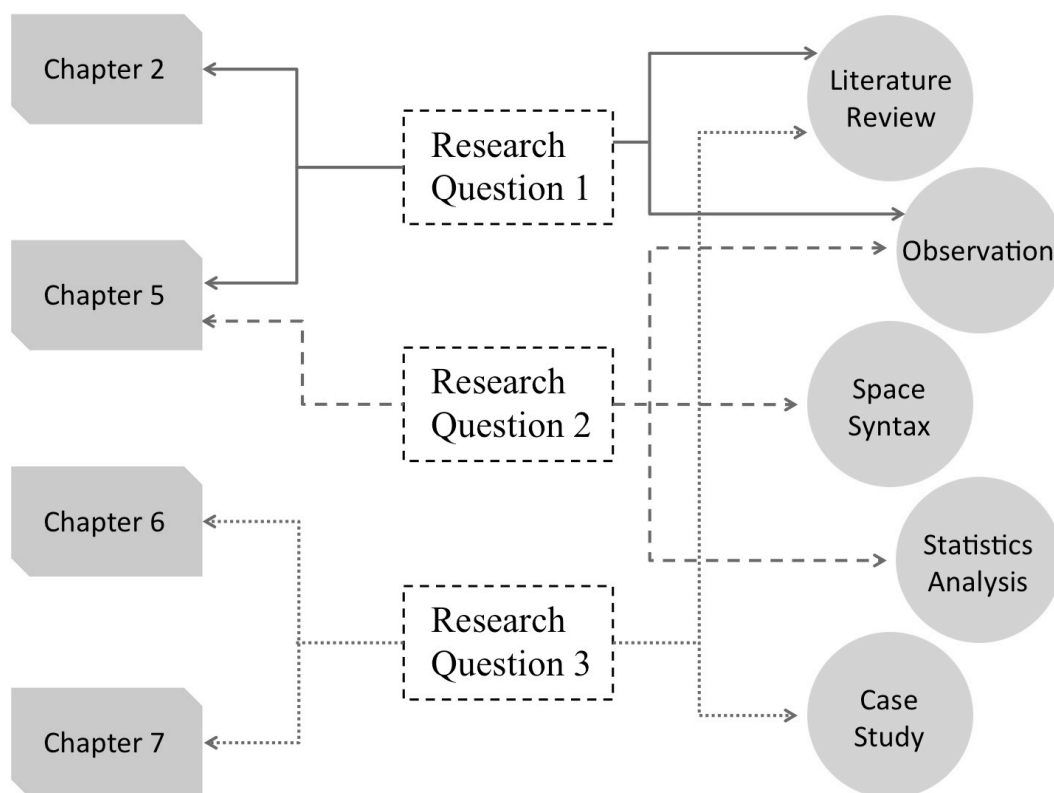 Chapter 2
Chapter 5
Chapter 6
Chapter 7
Research
Question 1
Research
Question 2
Research
Question 3
Literature
Review
Observation
Space
Syntax
Statistics
Analysis
Case
Study